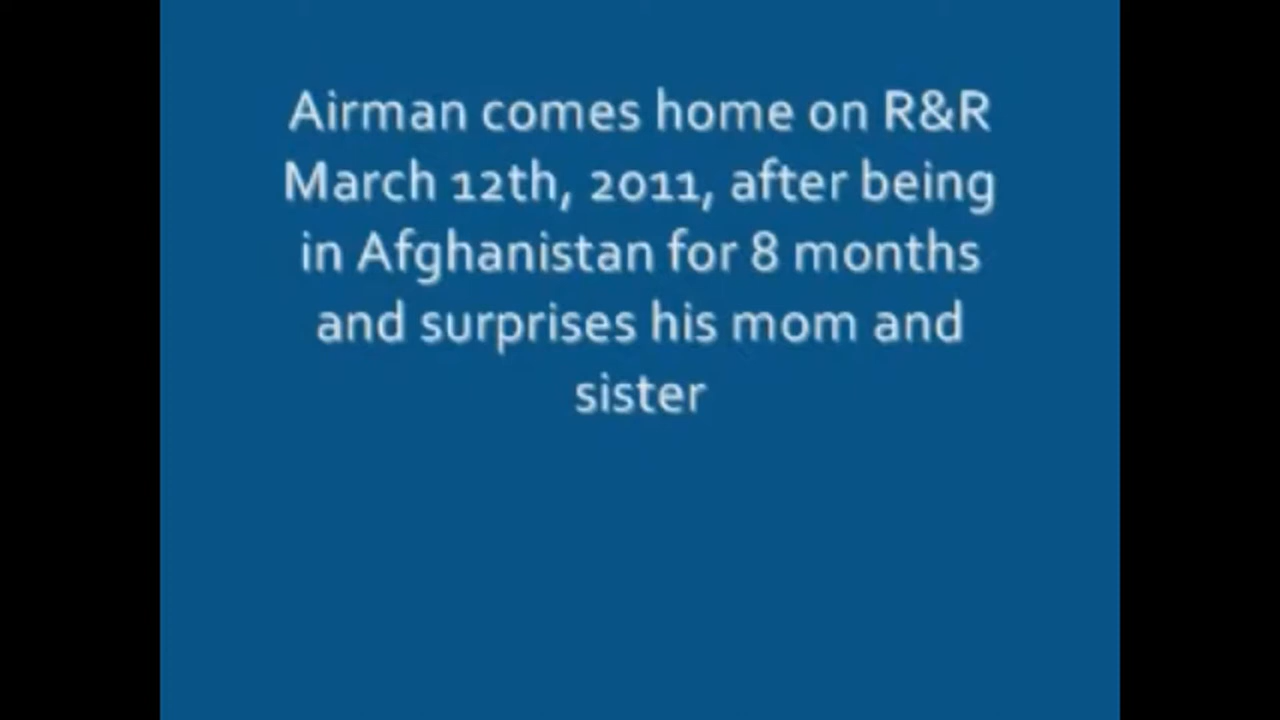 Airman comes home on R&R
March 12th, 2011, after being
in Afghanistan for 8 months
and surprises his mom and
sister